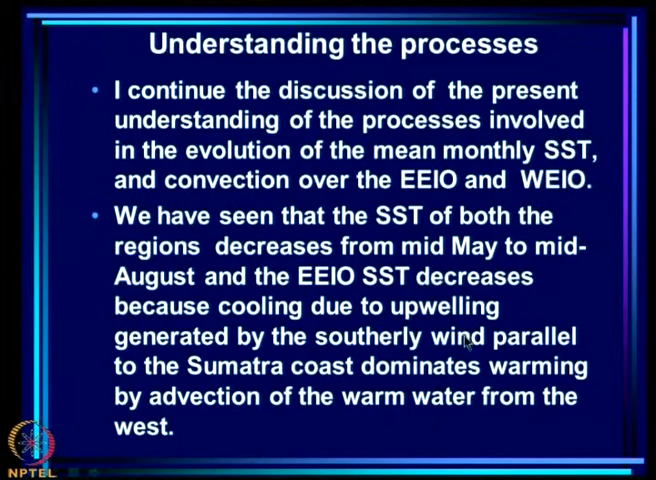 Understanding the processes
• I continue the discussion of the present
understanding of the processes involved
in the evolution of the mean monthly SST,
and convection over the EEIO and WEIO.
• We have seen that the SST of both the
regions decreases from mid May to mid-
August and the EEIO SST decreases
because cooling due to upwelling
generated by the southerly wind parallel
to the Sumatra coast dominates warming
by advection of the warm water from the
west.
NPTEL